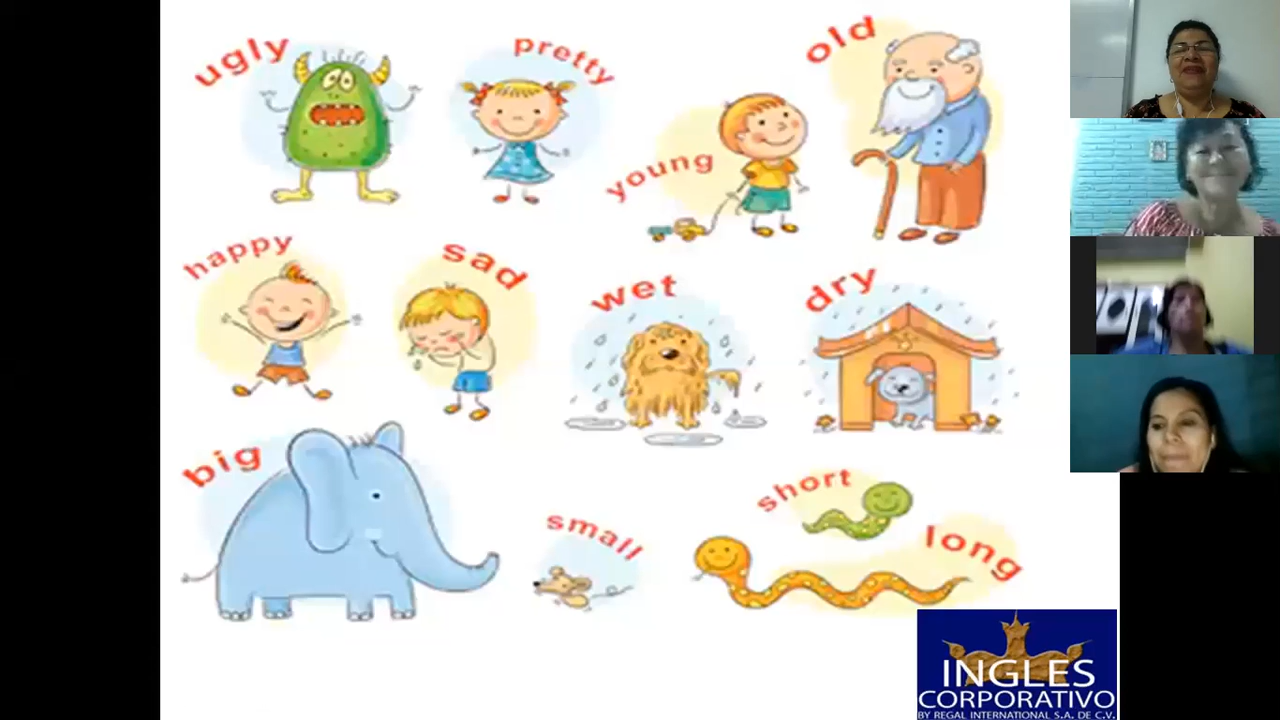 ugly
pretty
young
old
happy
sad
wet
dry
big
small
short
long
INGLES
CORPORATIVO
BY REGAL INTERNATIONAL S.A. DE C.V.